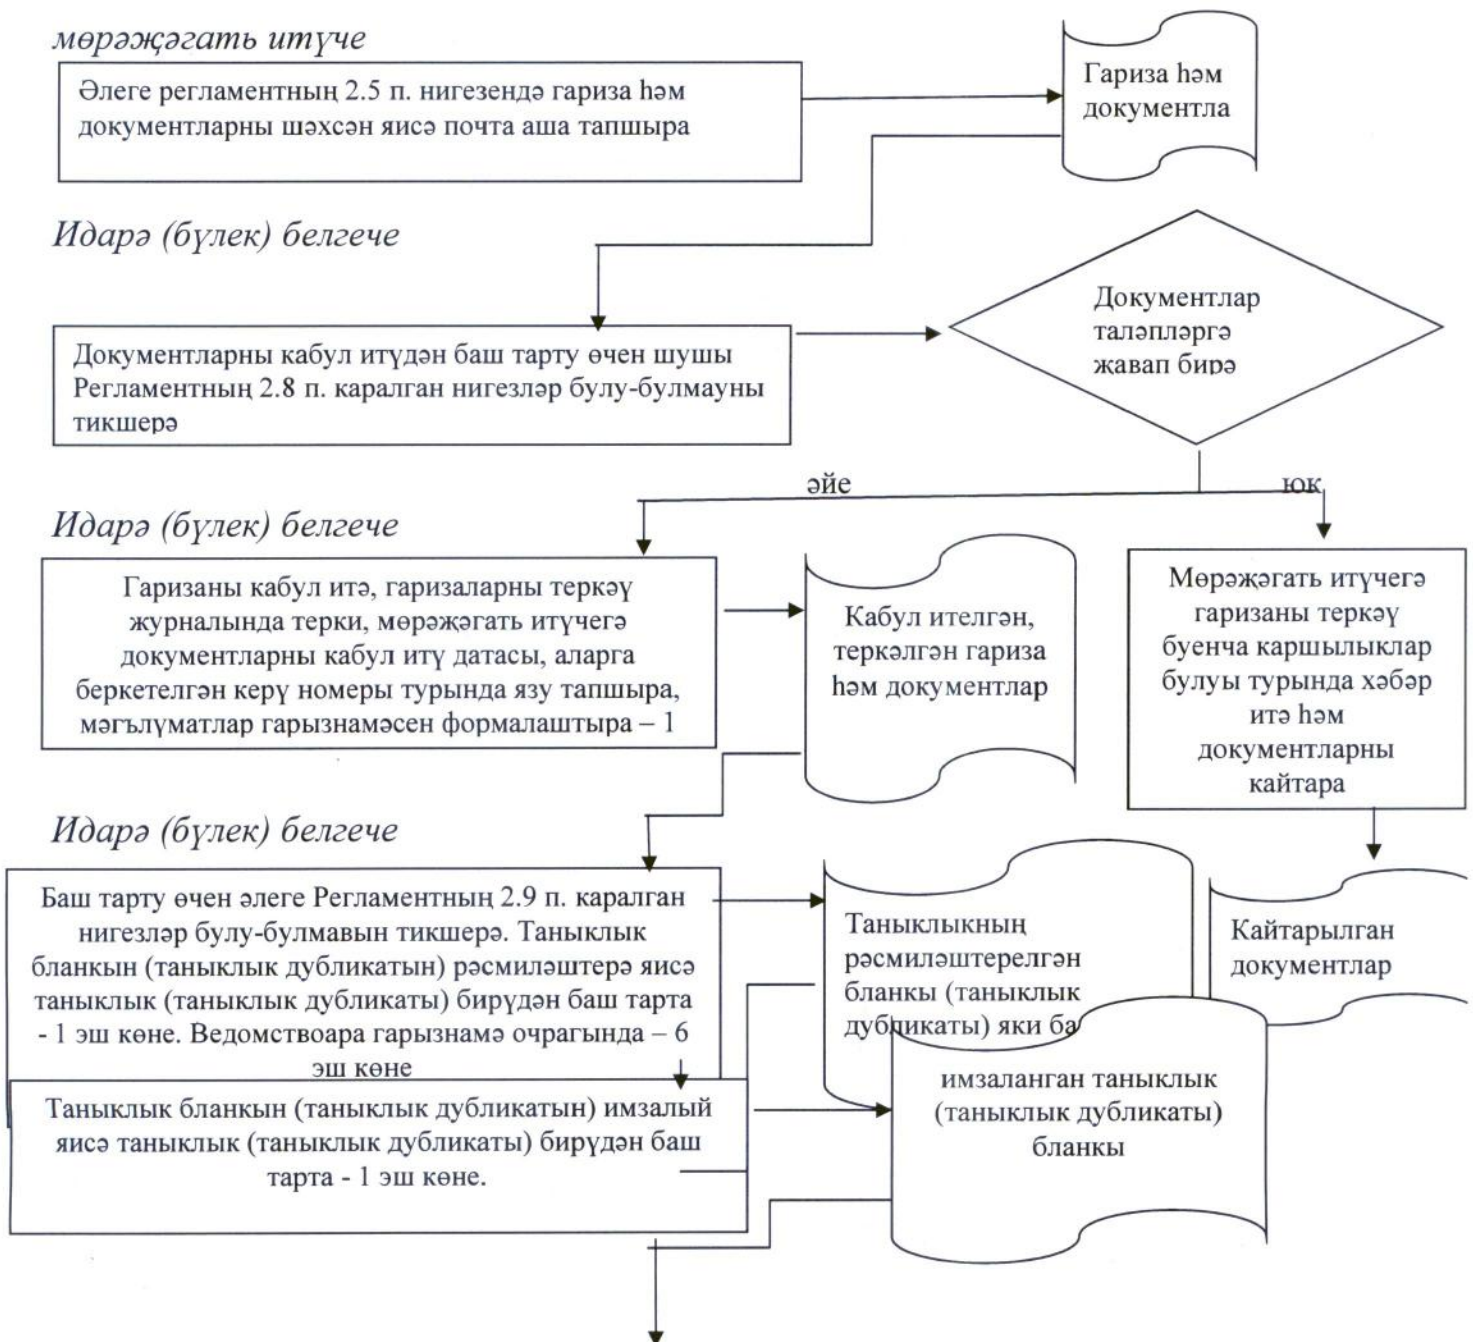 мөрәҗәгать итүче
Әлеге регламентның 2.5 п. нигезендә гариза һәм
документларны шәхсән яисә почта аша тапшыра
Гариза һәм
документла
Идарә (бүлек) белгече
Документларны кабул итүдән баш тарту өчен шушы
Регламентның 2.8 п. каралган нигезләр булу-булмауны
тикшерә
Документлар
таләпләргә
җавап бирә
әйе
юк
Идарә (бүлек) белгече
Гаризаны кабул итә, гаризаларны теркәү
журналында терки, мөрәҗәгать итүчегә
документларны кабул итү датасы, аларга
беркетелгән керү номеры турында язу тапшыра,
мәгълүматлар гарызнамәсен формалаштыра – 1
Кабул ителгән,
теркәлгән гариза
һәм документлар
Мөрәҗәгать итүчегә
гаризаны теркәү
буенча каршылыклар
булуы турында хәбәр
итә һәм
документларны
кайтара
Идарә (бүлек) белгече
Баш тарту өчен әлеге Регламентның 2.9 п. каралган
нигезләр булу-булмавын тикшерә. Таныклык
бланкын (таныклык дубликатын) рәсмиләштерә яисә
таныклык (таныклык дубликаты) бирүдән баш тарта
- 1 эш көне. Ведомствоара гарызнамә очрагында – 6
эш көне
Таныклыкның
рәсмиләштерелгән
бланкы (таныклык
дубликаты) яки ба
Кайтарылган
документлар
Таныклык бланкын (таныклык дубликатын) имзалый
яисә таныклык (таныклык дубликаты) бирүдән баш
тарта - 1 эш көне.
имзаланган таныклык
(таныклык дубликаты)
бланкы